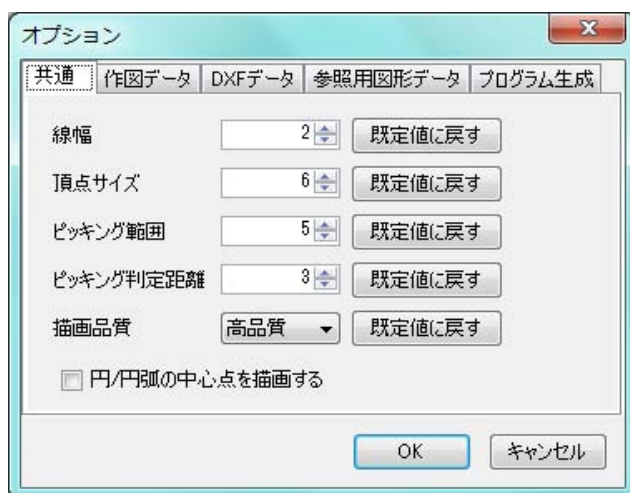 オプション
共通 作図データ DXFデータ 参照用図形データ プログラム生成
線幅 2 既定値に戻す
頂点サイズ 6 既定値に戻す
ピッキング範囲 5 既定値に戻す
ピッキング判定距離 3 既定値に戻す
描画品質 高品質 既定値に戻す
円/円弧の中心点を描画する
OK キャンセル